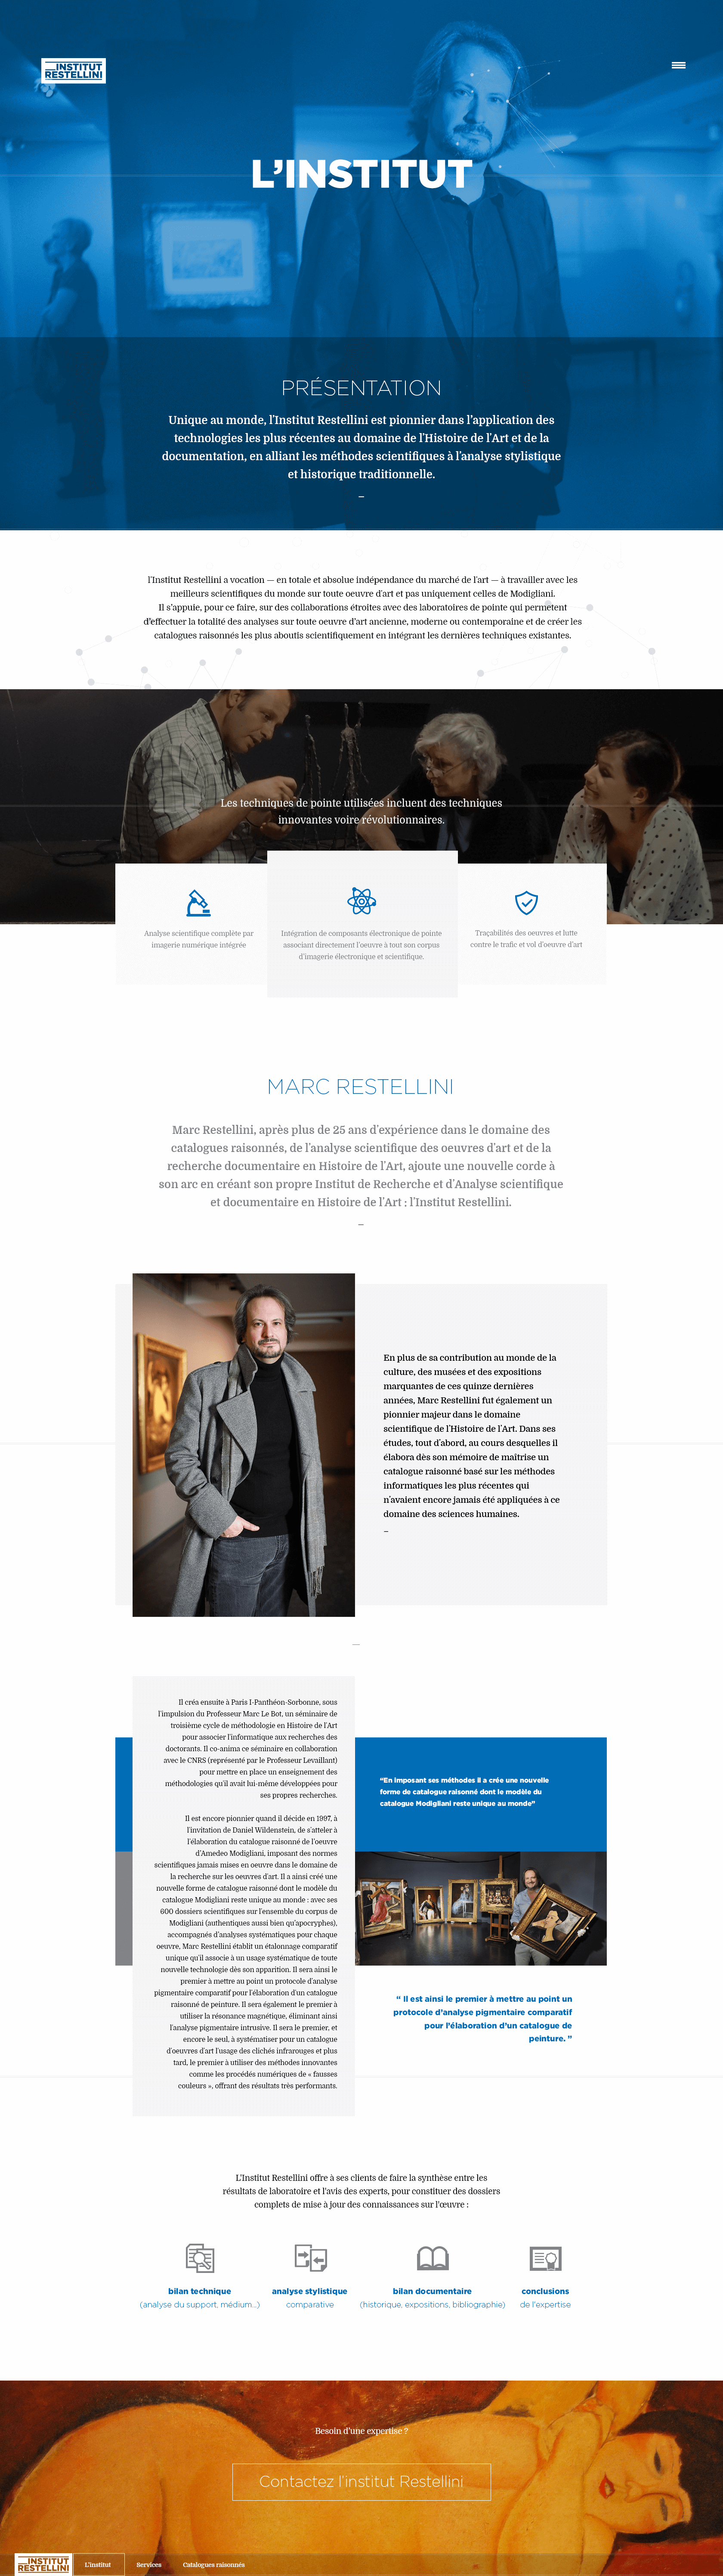 INSTITUT
RESTELLINI
L'INSTITUT
PRÉSENTATION
Unique au monde, l'Institut Restellini est pionnier dans l'application des
technologies les plus récentes au domaine de l'Histoire de l'Art et de la
documentation, en alliant les méthodes scientifiques à l'analyse stylistique
et historique traditionnelle.
–
l'Institut Restellini a vocation — en totale et absolue indépendance du marché de l'art — à travailler avec les
meilleurs scientifiques du monde sur toute oeuvre d'art et pas uniquement celles de Modigliani.
Il s'appuie, pour ce faire, sur des collaborations étroites avec des laboratoires de pointe qui permettent
d'effectuer la totalité des analyses sur toute oeuvre d'art ancienne, moderne ou contemporaine et de créer les
catalogues raisonnés les plus aboutis scientifiquement en intégrant les dernières techniques existantes.
Les techniques de pointe utilisées incluent des techniques
innovantes voire révolutionnaires.
Analyse scientifique complète par
imagerie numérique intégrée
Intégration de composants électronique de pointe
associant directement l'oeuvre à tout son corpus
d'imagerie électronique et scientifique.
Traçabilités des oeuvres et lutte
contre le trafic et vol d'oeuvre d'art
MARC RESTELLINI
Marc Restellini, après plus de 25 ans d'expérience dans le domaine des
catalogues raisonnés, de l'analyse scientifique des oeuvres d'art et de la
recherche documentaire en Histoire de l'Art, ajoute une nouvelle corde à
son arc en créant son propre Institut de Recherche et d'Analyse scientifique
et documentaire en Histoire de l'Art : l'Institut Restellini.
–
En plus de sa contribution au monde de la
culture, des musées et des expositions
marquantes de ces quinze dernières
années, Marc Restellini fut également un
pionnier majeur dans le domaine
scientifique de l'Histoire de l'Art. Dans ses
études, tout d'abord, au cours desquelles il
élabora dès son mémoire de maîtrise un
catalogue raisonné basé sur les méthodes
informatiques les plus récentes qui
n'avaient encore jamais été appliquées à ce
domaine des sciences humaines.
–
—
Il créa ensuite à Paris I-Panthéon-Sorbonne, sous
l'impulsion du Professeur Marc Le Bot, un séminaire de
troisième cycle de méthodologie en Histoire de l'Art
pour associer l'informatique aux recherches des
doctorants. Il co-anima ce séminaire en collaboration
avec le CNRS (représenté par le Professeur Levaillant)
pour mettre en place un enseignement des
méthodologies qu'il avait lui-même développées pour
ses propres recherches.
Il est encore pionnier quand il décide en 1997, à
l'invitation de Daniel Wildenstein, de s'atteler à
l'élaboration du catalogue raisonné de l'oeuvre
d'Amedeo Modigliani, imposant des normes
scientifiques jamais mises en oeuvre dans le domaine de
la recherche sur les oeuvres d'art. Il a ainsi créé une
nouvelle forme de catalogue raisonné dont le modèle du
catalogue Modigliani reste unique au monde : avec ses
600 dossiers scientifiques sur l'ensemble du corpus de
Modigliani (authentiques aussi bien qu'apocryphes),
accompagnés d'analyses systématiques pour chaque
oeuvre, Marc Restellini établit un étalonnage comparatif
unique qu'il associe à un usage systématique de toute
nouvelle technologie dès son apparition. Il sera ainsi le
premier à mettre au point un protocole d'analyse
pigmentaire comparatif pour l'élaboration d'un catalogue
raisonné de peinture. Il sera également le premier à
utiliser la résonance magnétique, éliminant ainsi
l'analyse pigmentaire intrusive. Il sera le premier, et
encore le seul, à systématiser pour un catalogue
d'oeuvres d'art l'usage des clichés infrarouges et plus
tard, le premier à utiliser des méthodes innovantes
comme les procédés numériques de « fausses
couleurs », offrant des résultats très performants.
"En imposant ses méthodes Il a crée une nouvelle
forme de catalogue raisonné dont le modèle du
catalogue Modigliani reste unique au monde"
" Il est ainsi le premier à mettre au point un
protocole d'analyse pigmentaire comparatif
pour l'élaboration d'un catalogue de
peinture. "
L'Institut Restellini offre à ses clients de faire la synthèse entre les
résultats de laboratoire et l'avis des experts, pour constituer des dossiers
complets de mise à jour des connaissances sur l'œuvre :
bilan technique
(analyse du support, médium...)
analyse stylistique
comparative
bilan documentaire
(historique, expositions, bibliographie)
conclusions
de l'expertise
Besoin d'une expertise ?
Contactez l'institut Restellini
INSTITUT
RESTELLINI
L'institut Services Catalogues raisonnés